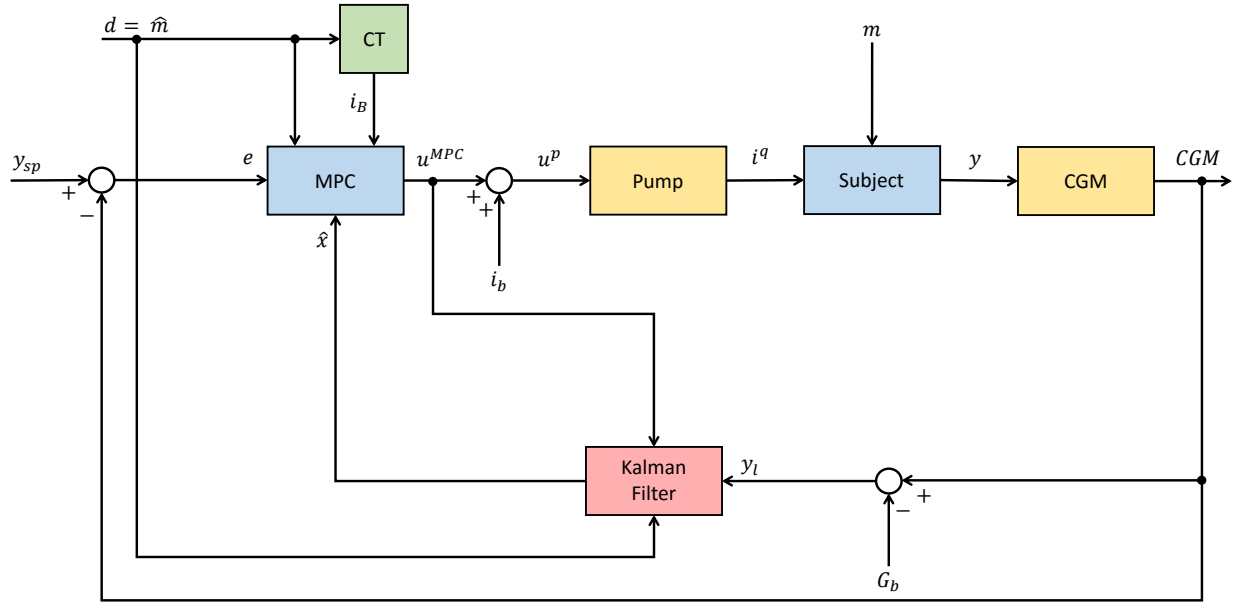 d = m̂
CT
m
i_B
y_sp
e
u^MPC
u^p
i^q
y
CGM
+
−
MPC
+
+
Pump
Subject
CGM
x̂
i_b
Kalman
Filter
y_l
+
−
G_b